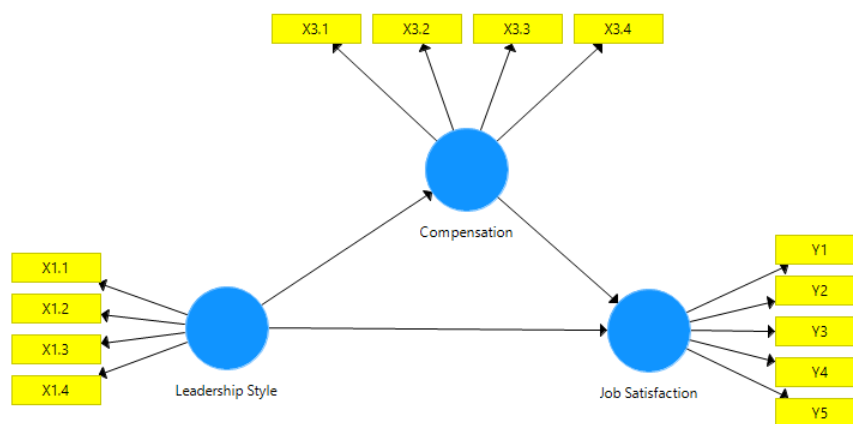 X3.1 X3.2 X3.3 X3.4
Compensation
X1.1
X1.2
X1.3
X1.4
Leadership Style
Y1
Y2
Y3
Y4
Y5
Job Satisfaction